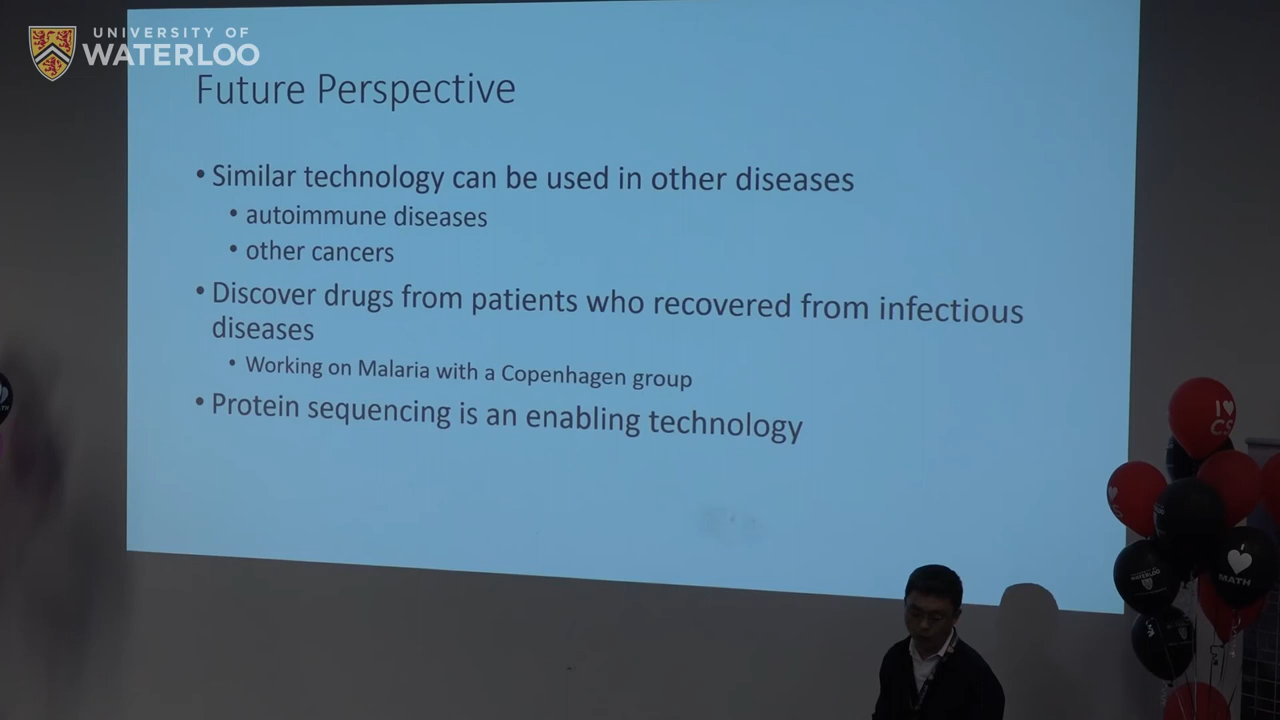 UNIVERSITY OF
WATERLOO
Future Perspective
• Similar technology can be used in other diseases
• autoimmune diseases
• other cancers
• Discover drugs from patients who recovered from infectious
diseases
• Working on Malaria with a Copenhagen group
• Protein sequencing is an enabling technology
I♥
CS
MATH